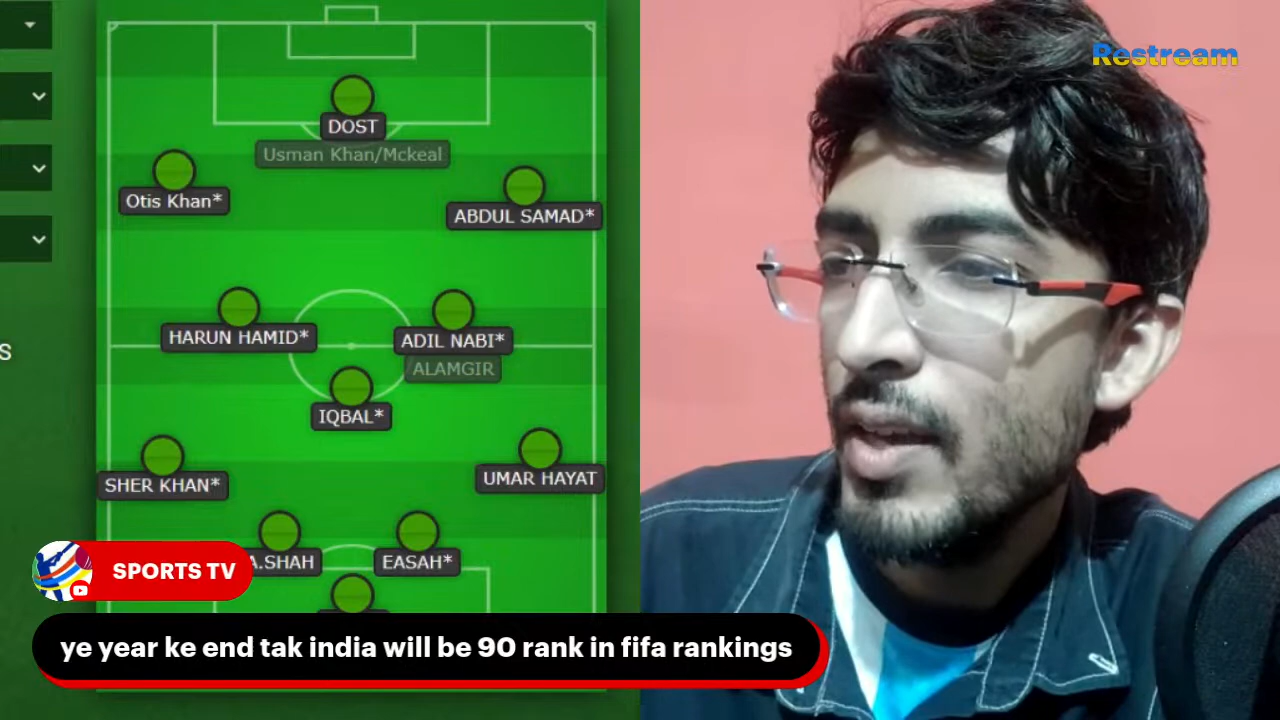 Restream
DOST
Usman Khan/Mckeal
Otis Khan*
ABDUL SAMAD*
HARUN HAMID*
ADIL NABI*
ALAMGIR
S
IQBAL*
SHER KHAN*
UMAR HAYAT
A.SHAH
EASAH*
SPORTS TV
ye year ke end tak india will be 90 rank in fifa rankings